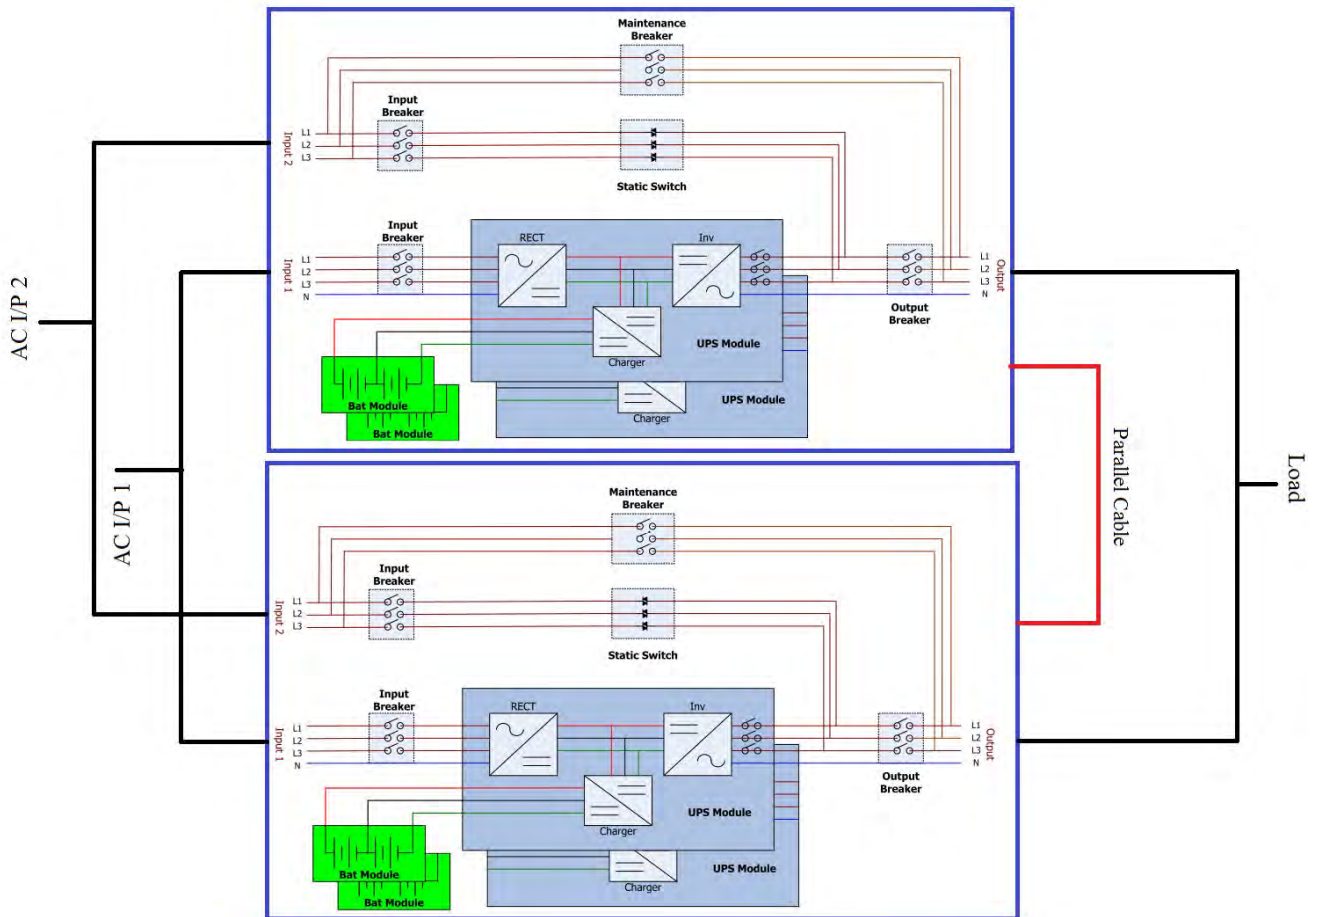 Maintenance
Breaker
Input
Breaker
Input 2
L1
L2
L3
Static Switch
Input
Breaker
RECT
Inv
Input 1
L1
L2
L3
N
L1
L2
L3
N
Output
Output
Breaker
Charger
UPS Module
Bat Module
Bat Module
Charger
UPS Module
AC I/P 2
AC I/P 1
Parallel Cable
Load
Maintenance
Breaker
Input
Breaker
Input 2
L1
L2
L3
Static Switch
Input
Breaker
RECT
Inv
Input 1
L1
L2
L3
N
L1
L2
L3
N
Output
Output
Breaker
Charger
UPS Module
Bat Module
Bat Module
Charger
UPS Module